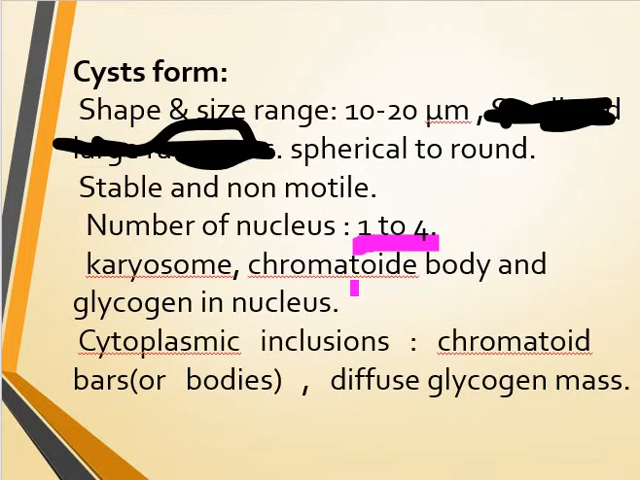 Cysts form:
Shape & size range: 10-20 µm ,
. spherical to round.
Stable and non motile.
Number of nucleus : 1 to 4.
karyosome, chromatoide body and
glycogen in nucleus.
Cytoplasmic inclusions : chromatoid
bars(or bodies) , diffuse glycogen mass.